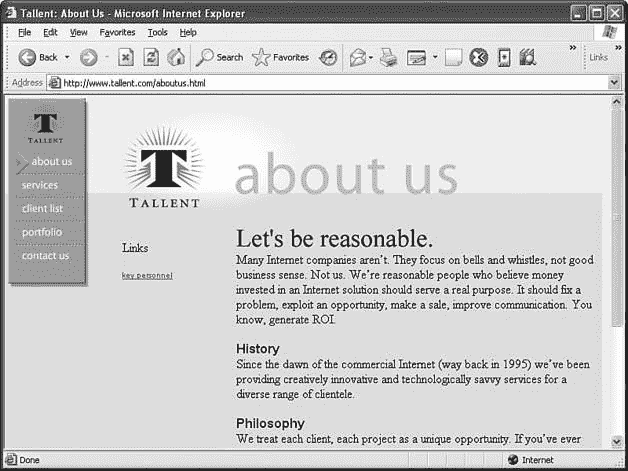 Tallent: About Us - Microsoft Internet Explorer
File Edit View Favorites Tools Help
Back Search Favorites Links
Address http://www.tallent.com/aboutus.html
TALLENT
about us
services
client list
portfolio
contact us
T
TALLENT
about us
Links
key personnel
Let's be reasonable.
Many Internet companies aren't. They focus on bells and whistles, not good
business sense. Not us. We're reasonable people who believe money
invested in an Internet solution should serve a real purpose. It should fix a
problem, exploit an opportunity, make a sale, improve communication. You
know, generate ROI.
History
Since the dawn of the commercial Internet (way back in 1995) we've been
providing creatively innovative and technologically savvy services for a
diverse range of clientele.
Philosophy
We treat each client, each project as a unique opportunity. If you've ever
Done Internet